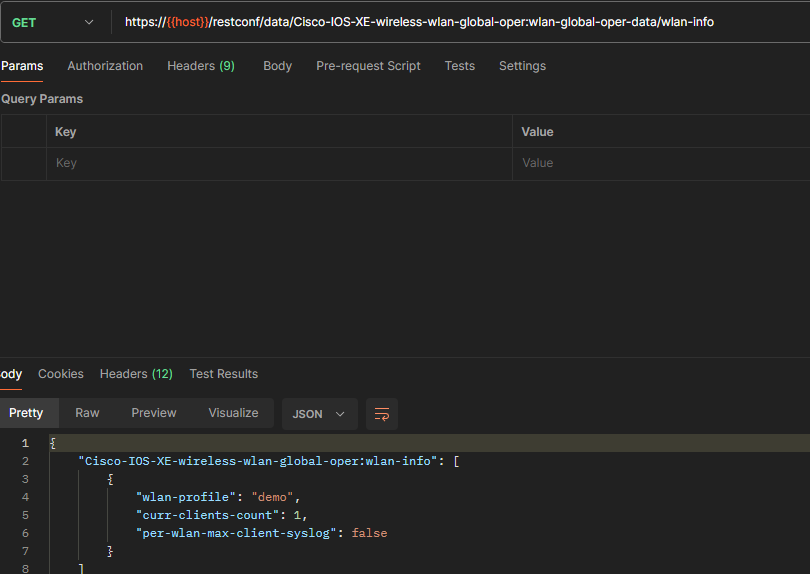 GET https://{{host}}/restconf/data/Cisco-IOS-XE-wireless-wlan-global-oper:wlan-global-oper-data/wlan-info
Params Authorization Headers (9) Body Pre-request Script Tests Settings
Query Params
Key Value
Key Value
ody Cookies Headers (12) Test Results
Pretty Raw Preview Visualize JSON
1 {
2 "Cisco-IOS-XE-wireless-wlan-global-oper:wlan-info": [
3 {
4 "wlan-profile": "demo",
5 "curr-clients-count": 1,
6 "per-wlan-max-client-syslog": false
7 }
8 ]